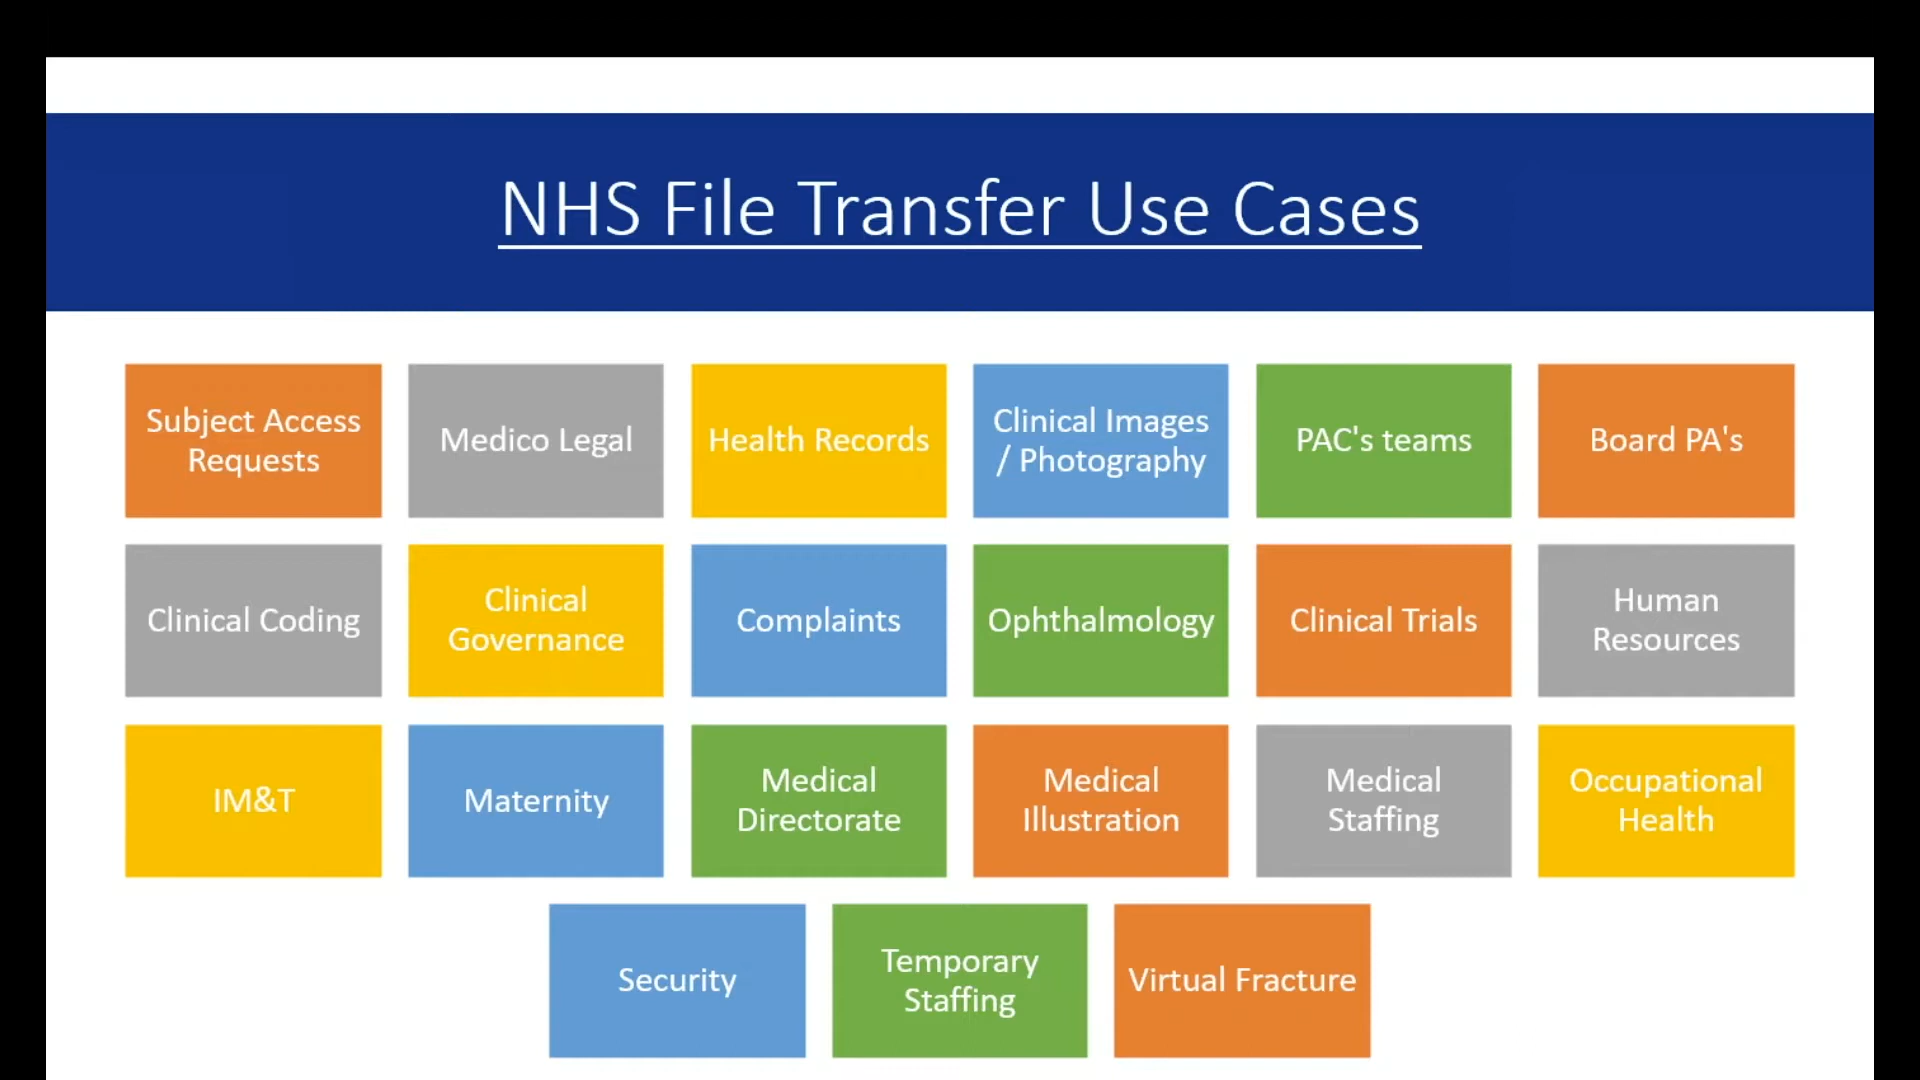 NHS File Transfer Use Cases
Subject Access
Requests
Medico Legal
Health Records
Clinical Images
/ Photography
PAC's teams
Board PA's
Clinical Coding
Clinical
Governance
Complaints
Ophthalmology
Clinical Trials
Human
Resources
IM&T
Maternity
Medical
Directorate
Medical
Illustration
Medical
Staffing
Occupational
Health
Security
Temporary
Staffing
Virtual Fracture